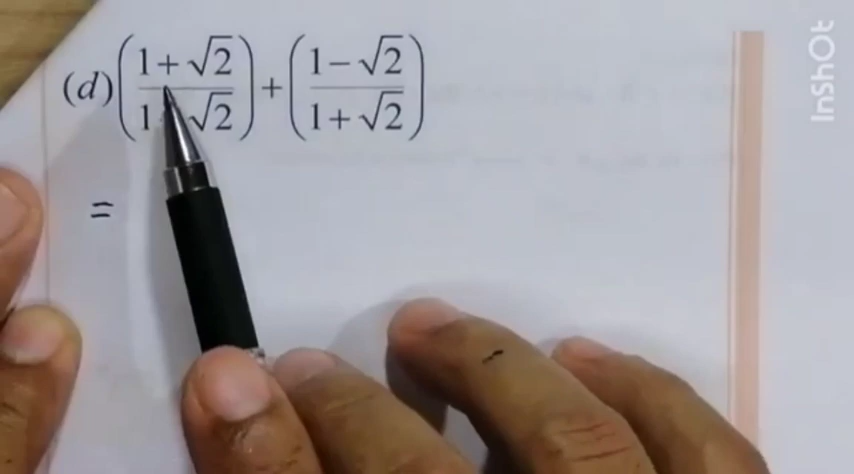 (d) (1+√2 / 1 √2) + (1−√2 / 1+√2)
=
InShOt